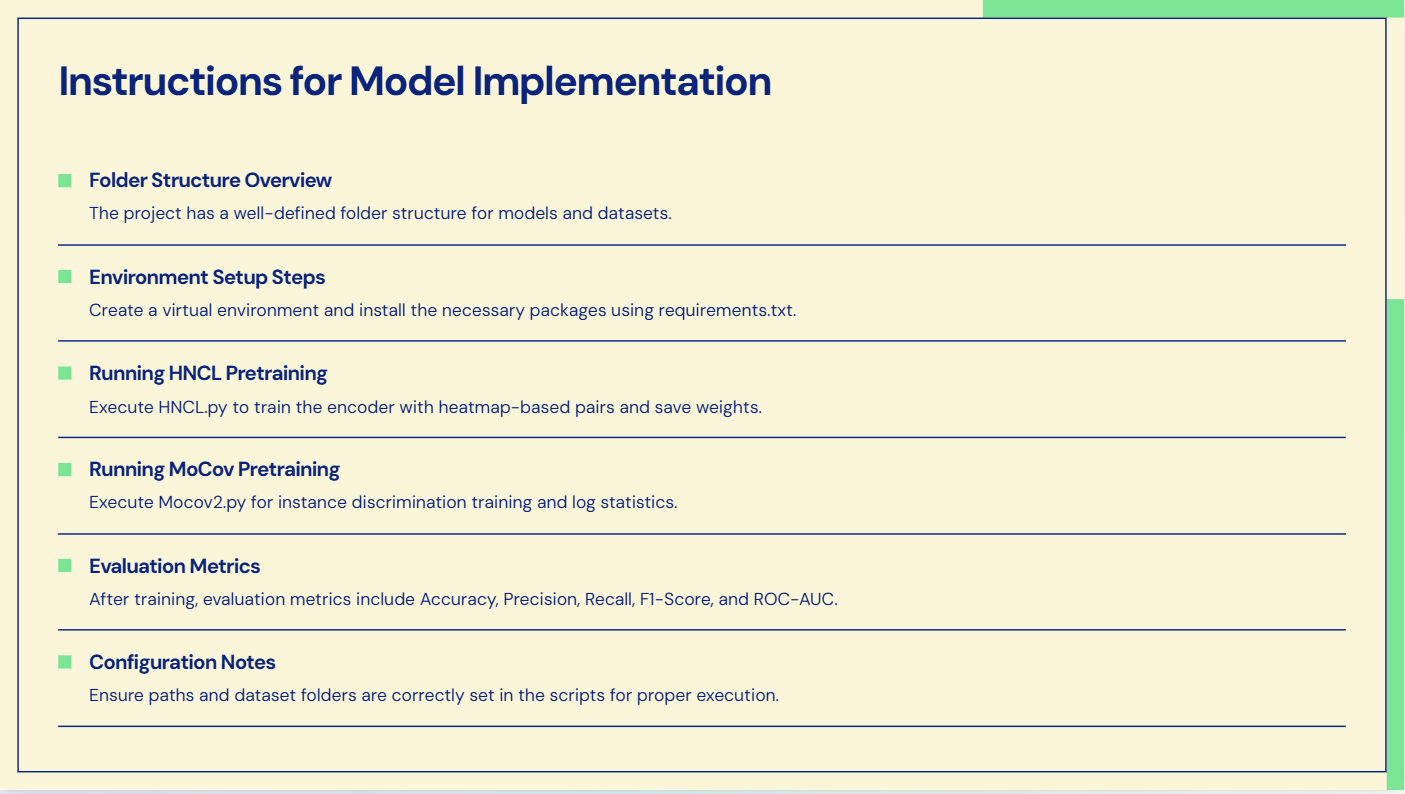 Instructions for Model Implementation
Folder Structure Overview
The project has a well-defined folder structure for models and datasets.
Environment Setup Steps
Create a virtual environment and install the necessary packages using requirements.txt.
Running HNCL Pretraining
Execute HNCL.py to train the encoder with heatmap-based pairs and save weights.
Running MoCov Pretraining
Execute Mocov2.py for instance discrimination training and log statistics.
Evaluation Metrics
After training, evaluation metrics include Accuracy, Precision, Recall, F1-Score, and ROC-AUC.
Configuration Notes
Ensure paths and dataset folders are correctly set in the scripts for proper execution.